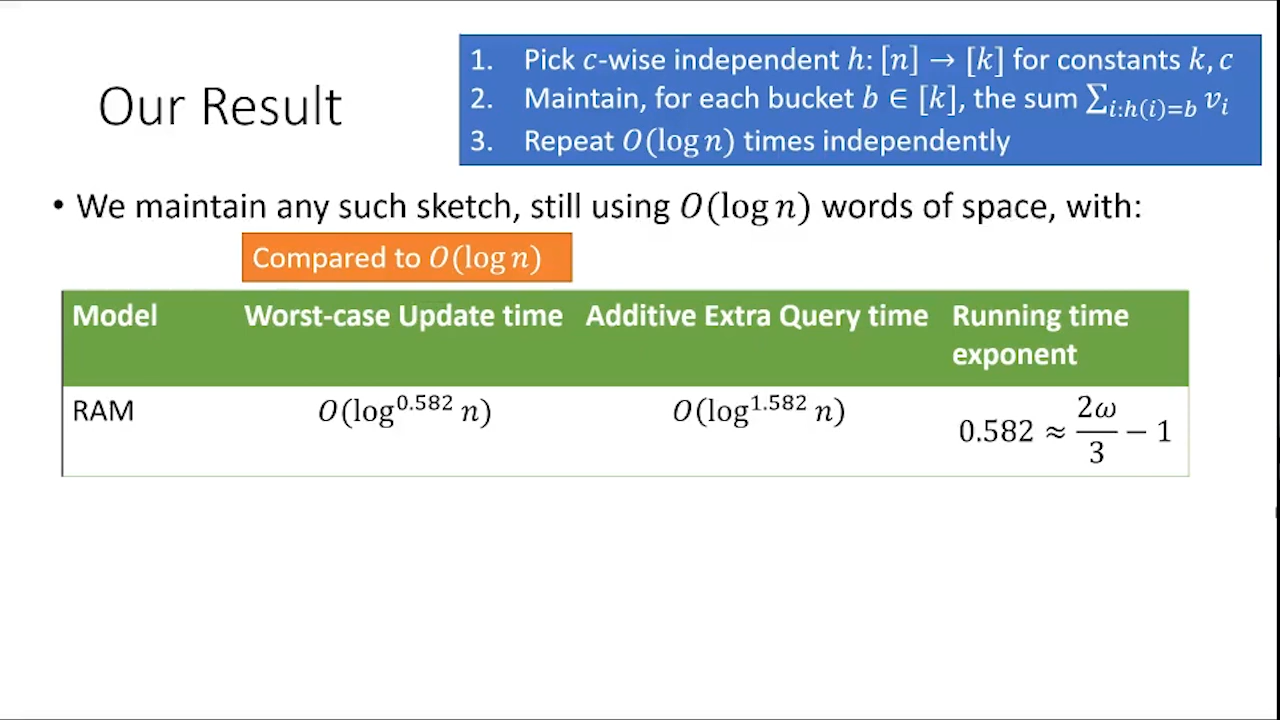 Our Result
1. Pick c-wise independent h: [n] → [k] for constants k, c
2. Maintain, for each bucket b ∈ [k], the sum ∑_{i:h(i)=b} v_i
3. Repeat O(log n) times independently
• We maintain any such sketch, still using O(log n) words of space, with:
Compared to O(log n)
Model Worst-case Update time Additive Extra Query time Running time exponent
RAM O(log^{0.582} n) O(log^{1.582} n) 0.582 ≈ 2ω/3 − 1